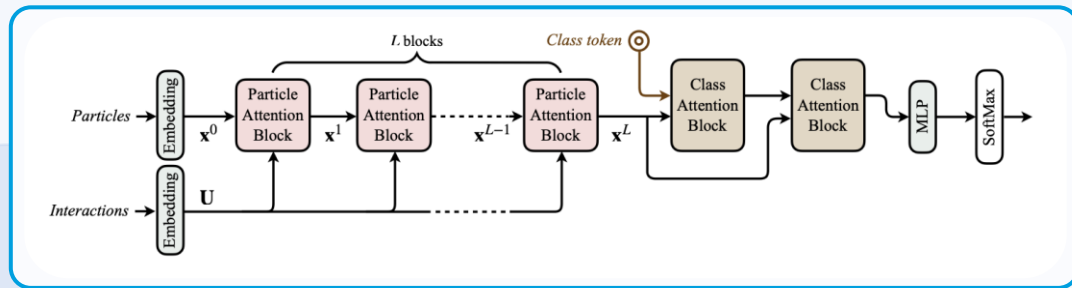 L blocks
Class token
Particles
Embedding
x⁰
Particle
Attention
Block
x¹
Particle
Attention
Block
xᴸ⁻¹
Particle
Attention
Block
xᴸ
Class
Attention
Block
Class
Attention
Block
MLP
SoftMax
Interactions
Embedding
U